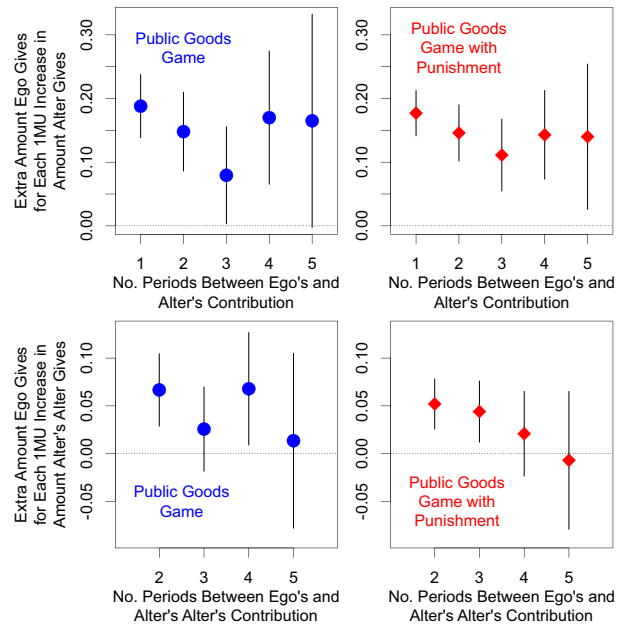 Extra Amount Ego Gives
for Each 1MU Increase in
Amount Alter Gives
0.30
0.20
0.10
0.00
Public Goods
Game
1 2 3 4 5
No. Periods Between Ego's and
Alter's Contribution
0.30
0.20
0.10
0.00
Public Goods
Game with
Punishment
1 2 3 4 5
No. Periods Between Ego's and
Alter's Contribution
Extra Amount Ego Gives
for Each 1MU Increase in
Amount Alter's Alter Gives
0.10
0.05
0.00
-0.05
Public Goods
Game
2 3 4 5
No. Periods Between Ego's and
Alter's Alter's Contribution
0.10
0.05
0.00
-0.05
Public Goods
Game with
Punishment
2 3 4 5
No. Periods Between Ego's and
Alter's Alter's Contribution